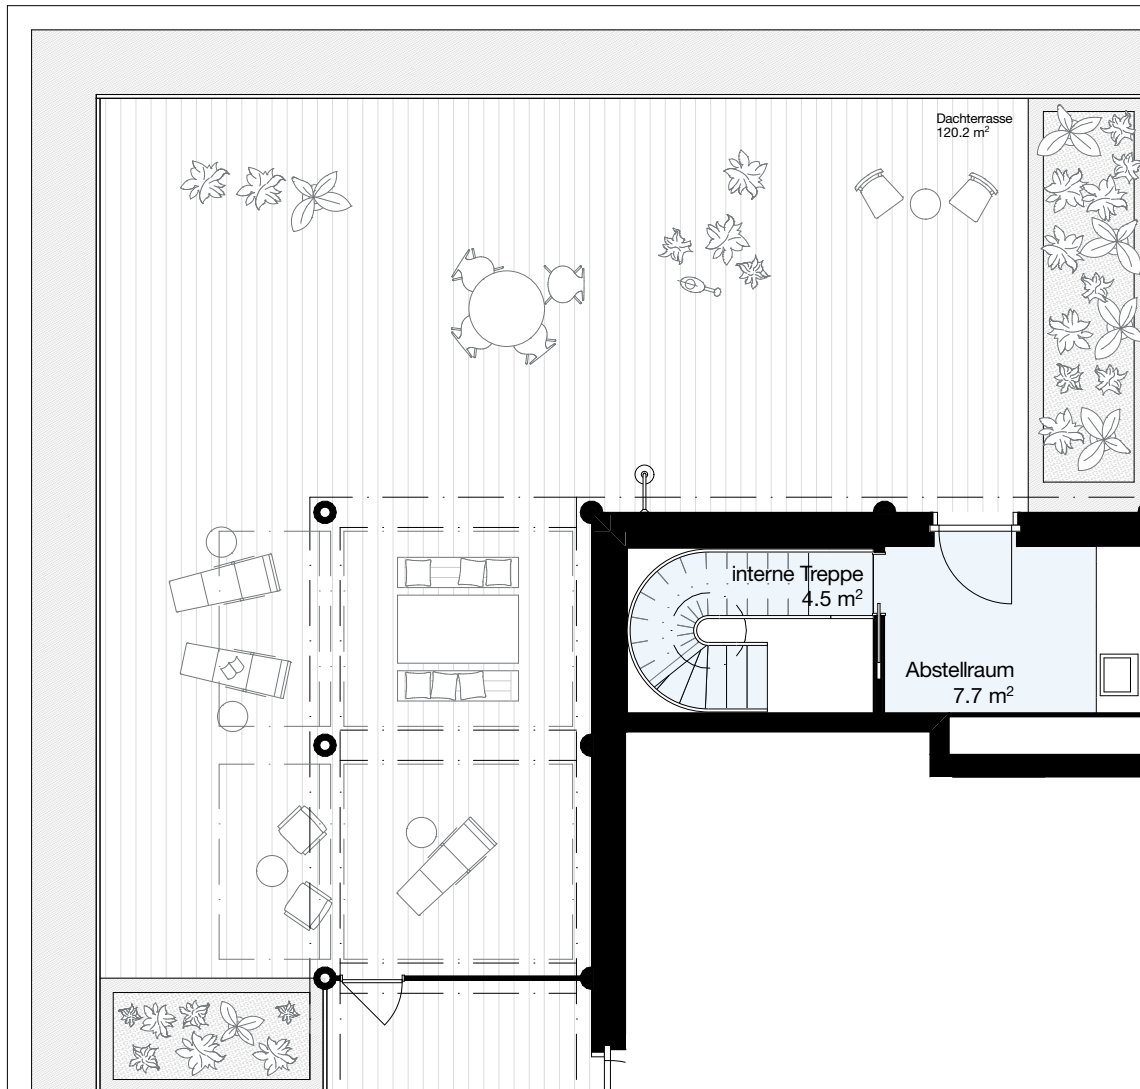 Dachterrasse
120.2 m²
interne Treppe
4.5 m²
Abstellraum
7.7 m²